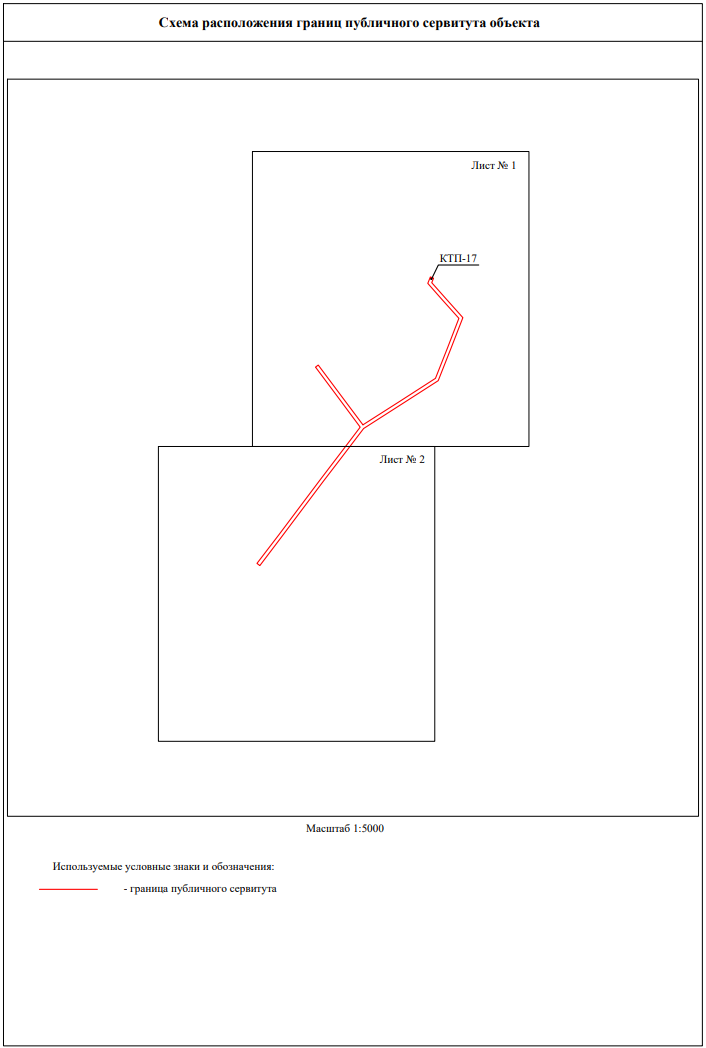 Схема расположения границ публичного сервитута объекта
Лист № 1
КТП-17
Лист № 2
Масштаб 1:5000
Используемые условные знаки и обозначения:
- граница публичного сервитута